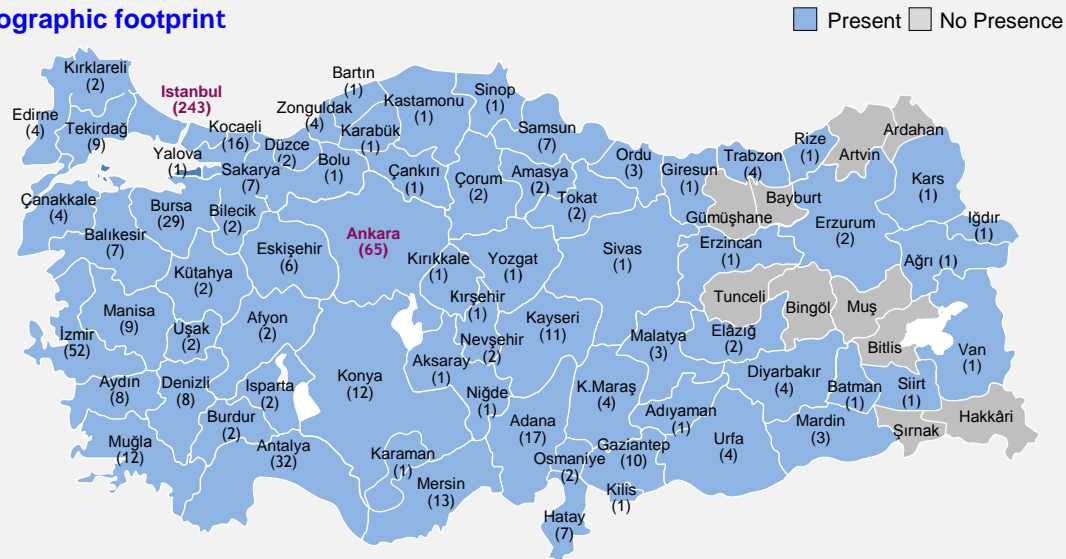 ographic footprint
Present
No Presence
Kırklareli
(2)
Istanbul
(243)
Edirne
(4)
Tekirdağ
(9)
Kocaeli
(16)
Yalova
(1)
Düzce
(2)
Zonguldak
(4)
Bartın
(1)
Kastamonu
(1)
Karabük
(1)
Sinop
(1)
Samsun
(7)
Sakarya
(7)
Bolu
(1)
Çankırı
(1)
Çorum
(2)
Amasya
(2)
Tokat
(2)
Ordu
(3)
Giresun
(1)
Trabzon
(4)
Rize
(1)
Artvin
Ardahan
Kars
(1)
Iğdır
(1)
Ağrı (1)
Çanakkale
(4)
Balıkesir
(7)
Bursa
(29)
Bilecik
(2)
Eskişehir
(6)
Ankara
(65)
Kırıkkale
(1)
Yozgat
(1)
Sivas
(1)
Gümüşhane
Bayburt
Erzincan
(1)
Erzurum
(2)
Kütahya
(2)
Kırşehir
(1)
Tunceli
Bingöl
Muş
Bitlis
Van
(1)
Manisa
(9)
İzmir
(52)
Uşak
(2)
Afyon
(2)
Nevşehir
(2)
Kayseri
(11)
Malatya
(3)
Elâzığ
(2)
Aksaray
(1)
Konya
(12)
Niğde
(1)
K.Maraş
(4)
Diyarbakır
(4)
Batman
(1)
Siirt
(1)
Şırnak
Hakkâri
Aydın
(8)
Denizli
(8)
Isparta
(2)
Burdur
(2)
Muğla
(12)
Antalya
(32)
Karaman
(1)
Mersin
(13)
Adana
(17)
Osmaniye
(2)
Gaziantep
(10)
Adıyaman
(1)
Urfa
(4)
Mardin
(3)
Kilis
(1)
Hatay
(7)